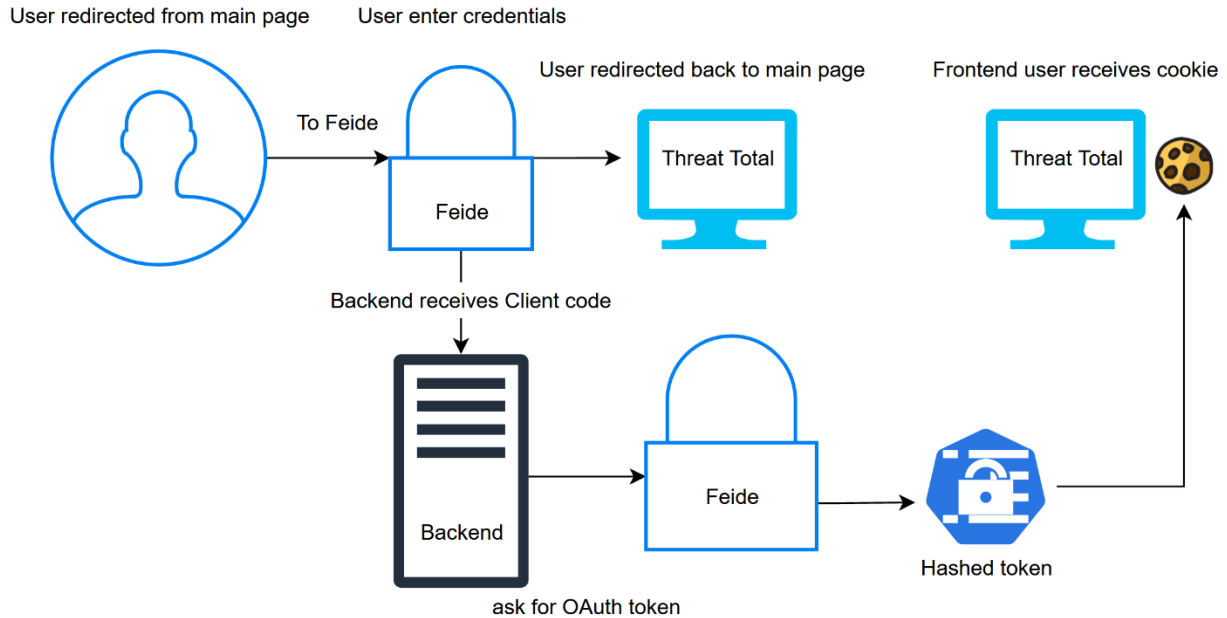 User redirected from main page
User enter credentials
User redirected back to main page
Frontend user receives cookie
To Feide
Threat Total
Threat Total
Feide
Backend receives Client code
Feide
Backend
Hashed token
ask for OAuth token